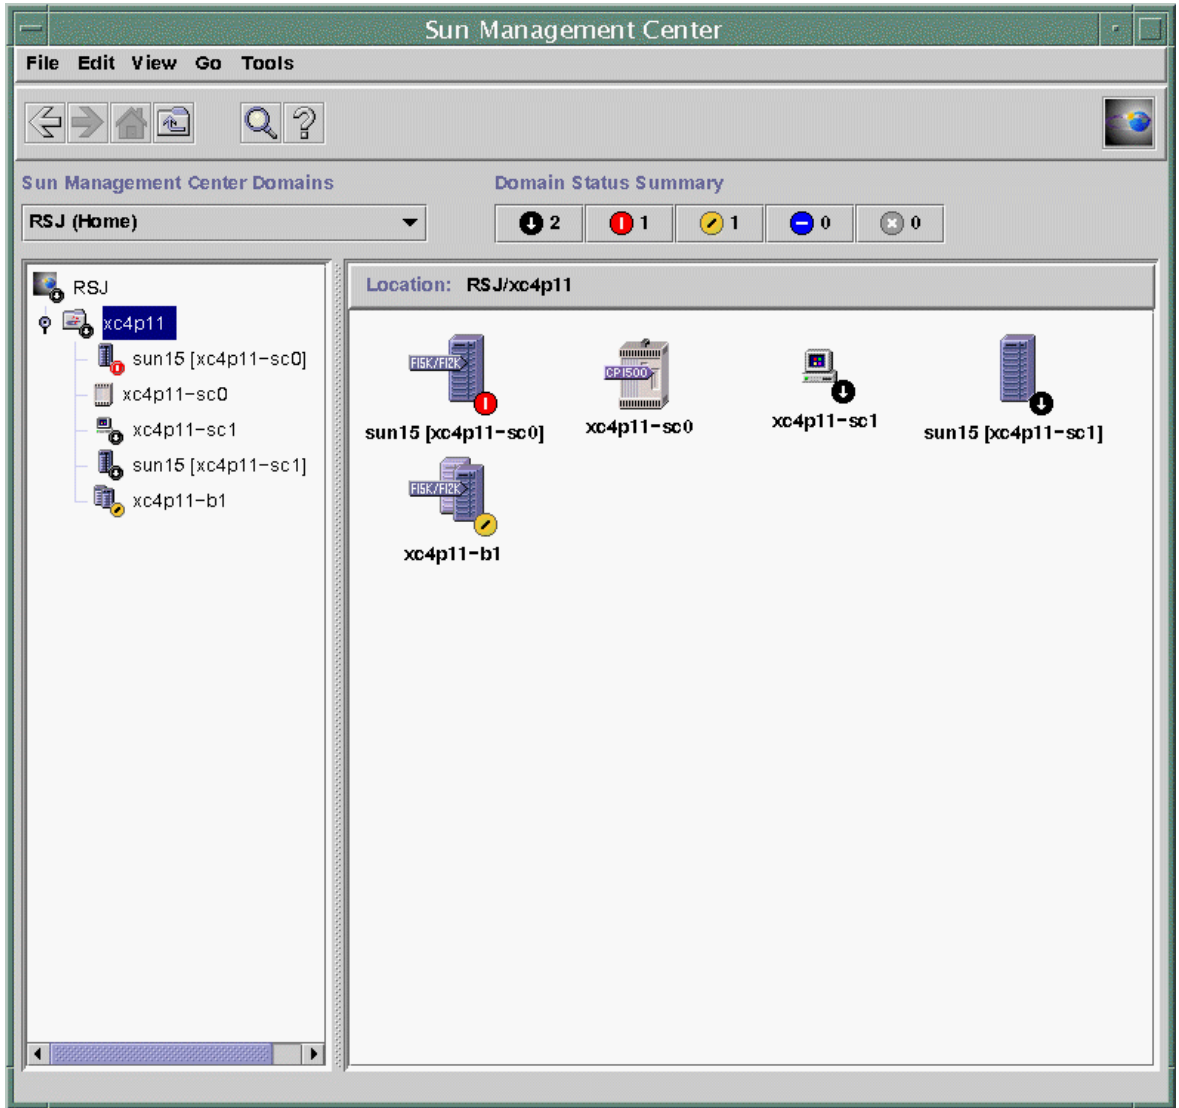 Sun Management Center
File Edit View Go Tools
Sun Management Center Domains
Domain Status Summary
RSJ (Home)
2 1 1 0 0
RSJ
xc4p11
sun15 [xc4p11-sc0]
xc4p11-sc0
xc4p11-sc1
sun15 [xc4p11-sc1]
xc4p11-b1
Location: RSJ/xc4p11
F15K/F12K
CP1500
sun15 [xc4p11-sc0]
xc4p11-sc0
xc4p11-sc1
sun15 [xc4p11-sc1]
F15K/F12K
xc4p11-b1